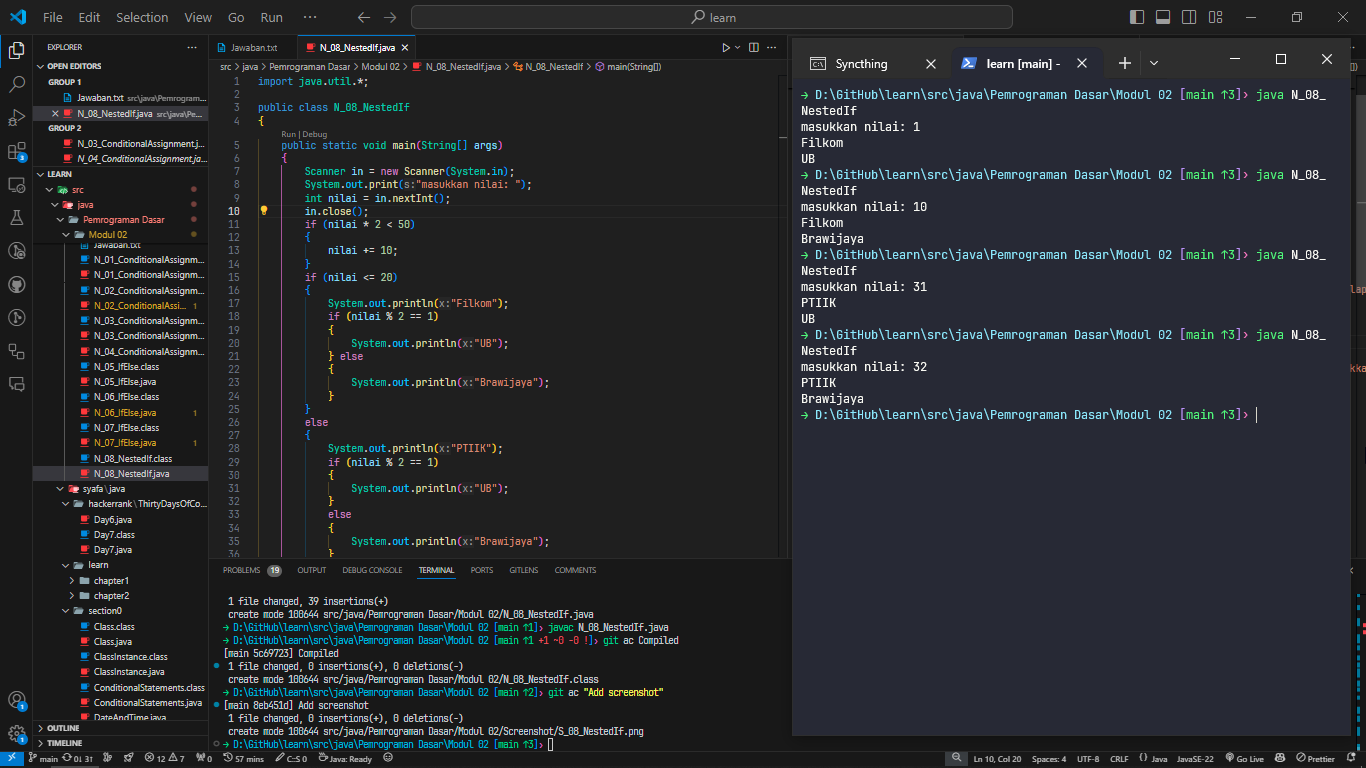 File Edit Selection View Go Run ··· learn
EXPLORER
OPEN EDITORS
GROUP 1
Jawaban.txt src\java\Pemrogram...
N_08_NestedIf.java src\java\Pe...
GROUP 2
N_03_ConditionalAssignment.j...
N_04_ConditionalAssignment.ja...
LEARN
src
java
Pemrograman Dasar
Modul 02
Jawaban.txt
N_01_ConditionalAssignm...
N_01_ConditionalAssignm...
N_02_ConditionalAssignm...
N_02_ConditionalAssi... 1
N_03_ConditionalAssignm...
N_03_ConditionalAssignm...
N_04_ConditionalAssignm...
N_05_IfElse.class
N_05_IfElse.java
N_06_IfElse.class
N_06_IfElse.java 1
N_07_IfElse.class
N_07_IfElse.java 1
N_08_NestedIf.class
N_08_NestedIf.java
syafa\java
hackerrank\ThirtyDaysOfCo...
Day6.java
Day7.class
Day7.java
learn
chapter1
chapter2
section0
Class.class
Class.java
ClassInstance.class
ClassInstance.java
ConditionalStatements.class
ConditionalStatements.java
DateAndTime.java
OUTLINE
TIMELINE
Jawaban.txt N_08_NestedIf.java
src > java > Pemrograman Dasar > Modul 02 > N_08_NestedIf.java > N_08_NestedIf > main(String[])
1 import java.util.*;
2
3 public class N_08_NestedIf
4 {
Run | Debug
5 public static void main(String[] args)
6 {
7 Scanner in = new Scanner(System.in);
8 System.out.print(s:"masukkan nilai: ");
9 int nilai = in.nextInt();
10 in.close();
11 if (nilai * 2 < 50)
12 {
13 nilai += 10;
14 }
15 if (nilai <= 20)
16 {
17 System.out.println(x:"Filkom");
18 if (nilai % 2 == 1)
19 {
20 System.out.println(x:"UB");
21 } else
22 {
23 System.out.println(x:"Brawijaya");
24 }
25 }
26 else
27 {
28 System.out.println(x:"PTIIK");
29 if (nilai % 2 == 1)
30 {
31 System.out.println(x:"UB");
32 }
33 else
34 {
35 System.out.println(x:"Brawijaya");
36 }
PROBLEMS 19 OUTPUT DEBUG CONSOLE TERMINAL PORTS GITLENS COMMENTS
1 file changed, 39 insertions(+)
create mode 100644 src/java/Pemrograman Dasar/Modul 02/N_08_NestedIf.java
→ D:\GitHub\learn\src\java\Pemrograman Dasar\Modul 02 [main ↑1]› javac N_08_NestedIf.java
→ D:\GitHub\learn\src\java\Pemrograman Dasar\Modul 02 [main ↑1 +1 ~0 -0 !]› git ac Compiled
[main 5c69723] Compiled
1 file changed, 0 insertions(+), 0 deletions(-)
create mode 100644 src/java/Pemrograman Dasar/Modul 02/N_08_NestedIf.class
→ D:\GitHub\learn\src\java\Pemrograman Dasar\Modul 02 [main ↑2]› git ac "Add screenshot"
[main 8eb451d] Add screenshot
1 file changed, 0 insertions(+), 0 deletions(-)
create mode 100644 src/java/Pemrograman Dasar/Modul 02/Screenshot/S_08_NestedIf.png
→ D:\GitHub\learn\src\java\Pemrograman Dasar\Modul 02 [main ↑3]›
Syncthing learn [main] -
→ D:\GitHub\learn\src\java\Pemrograman Dasar\Modul 02 [main ↑3]› java N_08_
NestedIf
masukkan nilai: 1
Filkom
UB
→ D:\GitHub\learn\src\java\Pemrograman Dasar\Modul 02 [main ↑3]› java N_08_
NestedIf
masukkan nilai: 10
Filkom
Brawijaya
→ D:\GitHub\learn\src\java\Pemrograman Dasar\Modul 02 [main ↑3]› java N_08_
NestedIf
masukkan nilai: 31
PTIIK
UB
→ D:\GitHub\learn\src\java\Pemrograman Dasar\Modul 02 [main ↑3]› java N_08_
NestedIf
masukkan nilai: 32
PTIIK
Brawijaya
→ D:\GitHub\learn\src\java\Pemrograman Dasar\Modul 02 [main ↑3]›
main 0↓ 3↑ 12 7 0 57 mins C:S 0 Java: Ready Ln 10, Col 20 Spaces: 4 UTF-8 CRLF {} Java JavaSE-22 Go Live Prettier